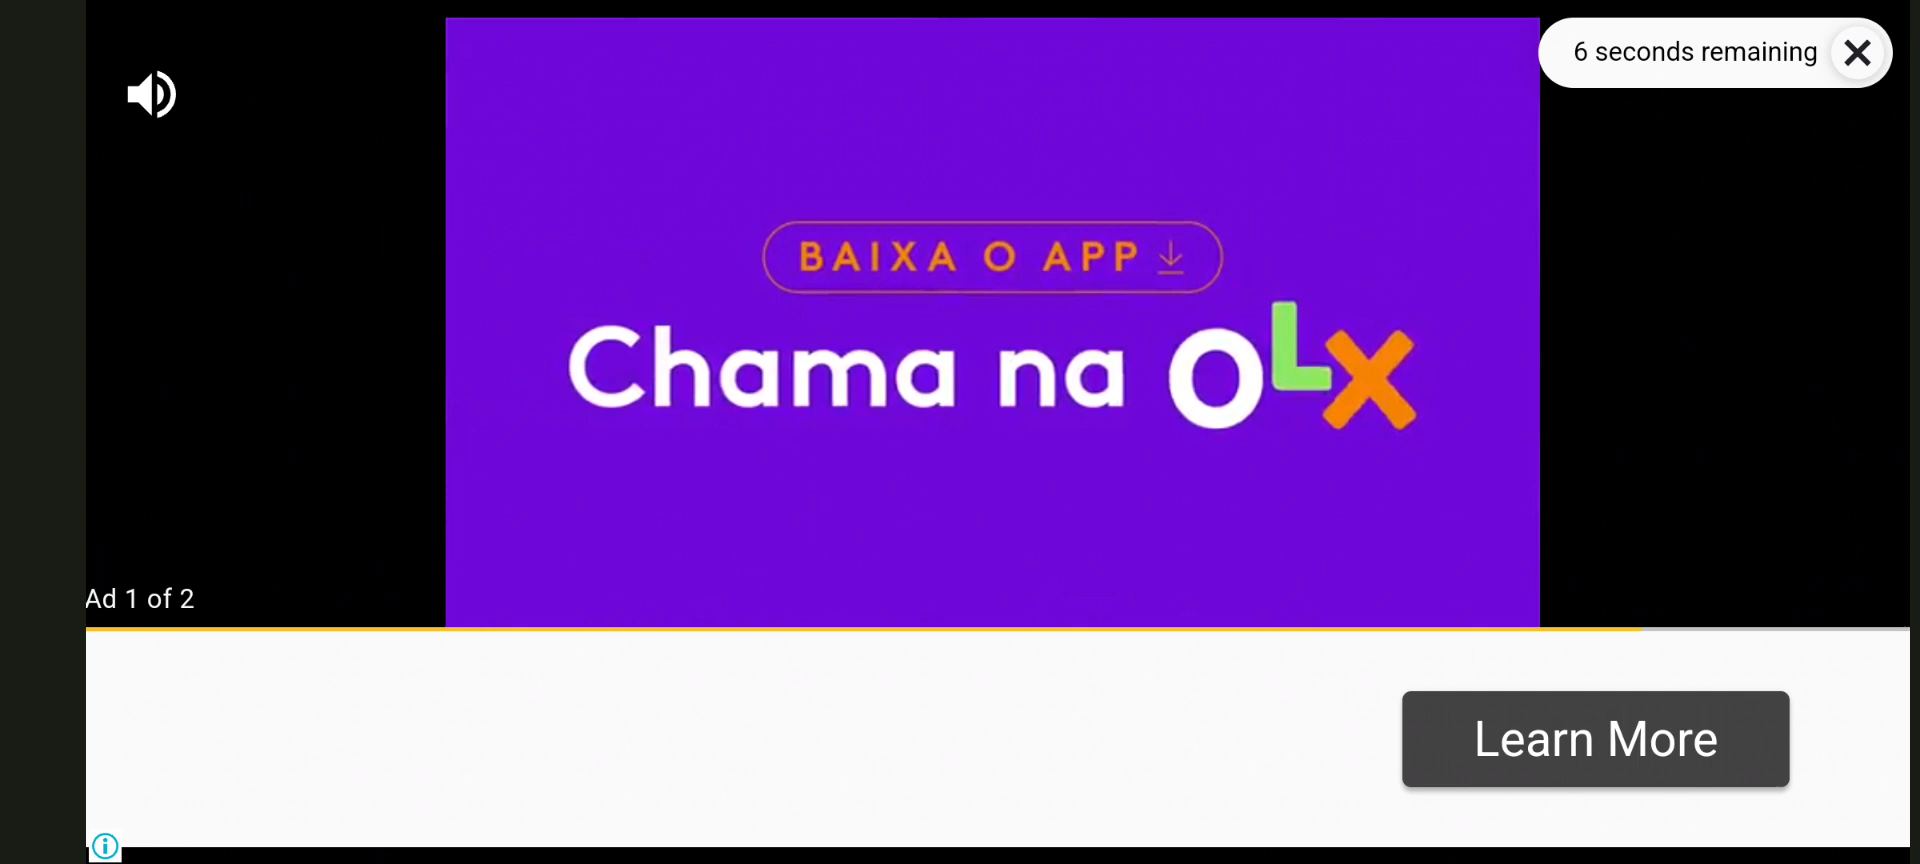 6 seconds remaining
BAIXA O APP
Chama na OLX
Ad 1 of 2
Learn More